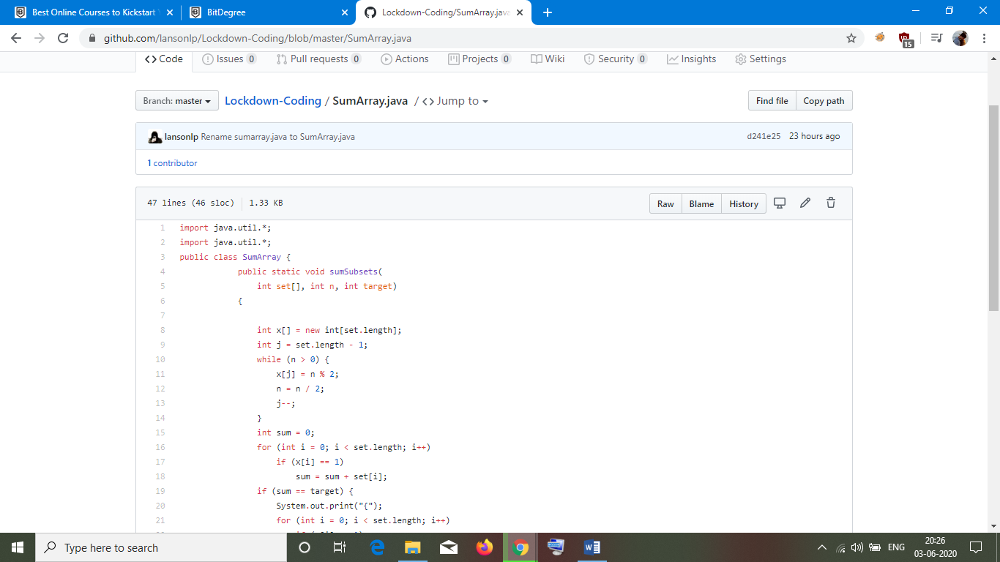 Best Online Courses to Kickstart
BitDegree
Lockdown-Coding/SumArray.java
github.com/lansonlp/Lockdown-Coding/blob/master/SumArray.java
15
Code Issues 0 Pull requests 0 Actions Projects 0 Wiki Security 0 Insights Settings
Branch: master Lockdown-Coding / SumArray.java / <> Jump to Find file Copy path
lansonlp Rename sumarray.java to SumArray.java d241e25 23 hours ago
1 contributor
47 lines (46 sloc) 1.33 KB Raw Blame History
1 import java.util.*;
2 import java.util.*;
3 public class SumArray {
4 public static void sumSubsets(
5 int set[], int n, int target)
6 {
7
8 int x[] = new int[set.length];
9 int j = set.length - 1;
10 while (n > 0) {
11 x[j] = n % 2;
12 n = n / 2;
13 j--;
14 }
15 int sum = 0;
16 for (int i = 0; i < set.length; i++)
17 if (x[i] == 1)
18 sum = sum + set[i];
19 if (sum == target) {
20 System.out.print("{");
21 for (int i = 0; i < set.length; i++)
Type here to search
ENG
20:26
03-06-2020